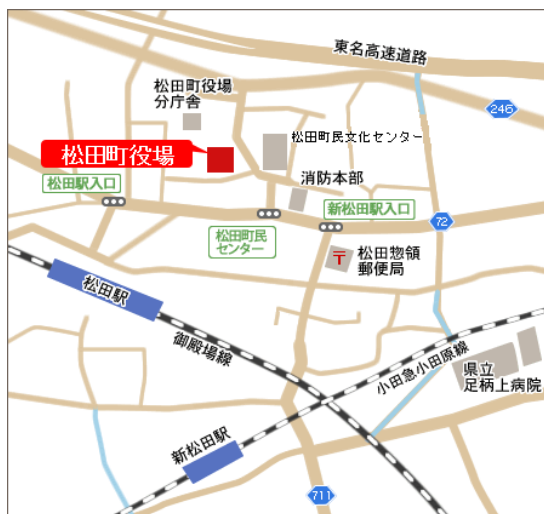 東名高速道路
松田町役場
分庁舎
246
松田町民文化センター
松田町役場
消防本部
松田駅入口
新松田駅入口
72
松田町民
センター
〒
松田惣領
郵便局
松田駅
御殿場線
小田急小田原線
県立
足柄上病院
新松田駅
711